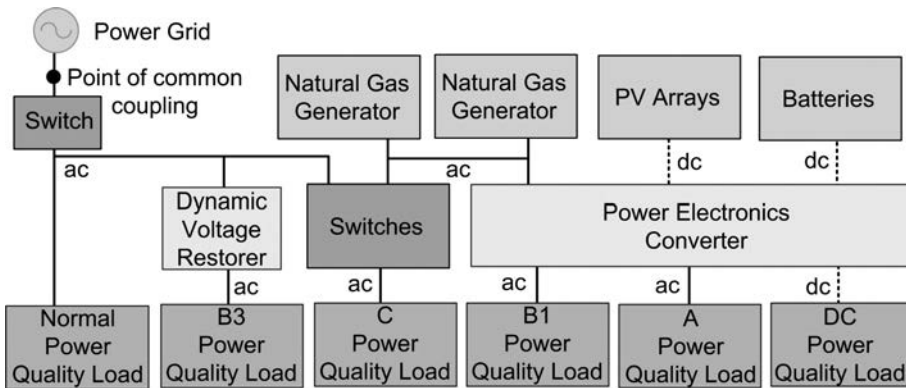 Power Grid
Point of common
coupling
Switch
Natural Gas
Generator
Natural Gas
Generator
PV Arrays
Batteries
ac
ac
dc
dc
Dynamic
Voltage
Restorer
Switches
Power Electronics
Converter
ac
ac
ac
ac
dc
Normal
Power
Quality Load
B3
Power
Quality Load
C
Power
Quality Load
B1
Power
Quality Load
A
Power
Quality Load
DC
Power
Quality Load